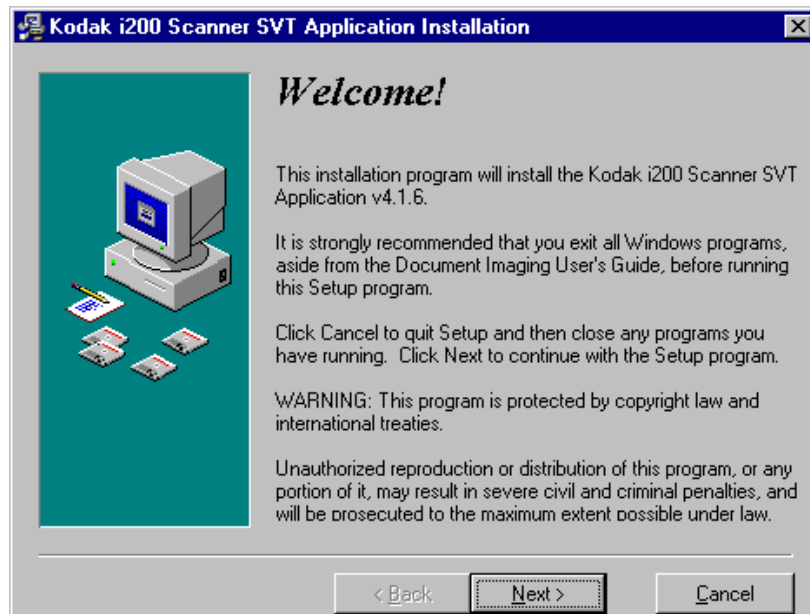 Kodak i200 Scanner SVT Application Installation
Welcome!
This installation program will install the Kodak i200 Scanner SVT
Application v4.1.6.
It is strongly recommended that you exit all Windows programs,
aside from the Document Imaging User's Guide, before running
this Setup program.
Click Cancel to quit Setup and then close any programs you
have running.  Click Next to continue with the Setup program.
WARNING: This program is protected by copyright law and
international treaties.
Unauthorized reproduction or distribution of this program, or any
portion of it, may result in severe civil and criminal penalties, and
will be prosecuted to the maximum extent possible under law.
< Back
Next >
Cancel